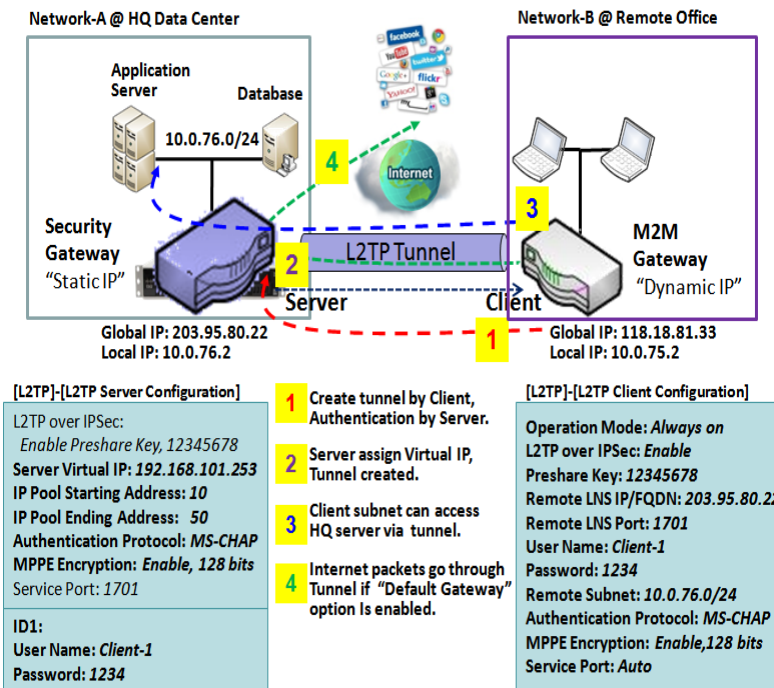 Network-A @ HQ Data Center
Network-B @ Remote Office
Application
Server
Database
10.0.76.0/24
facebook
YouTube
twitter
Google+
flickr
YAHOO!
my
4
Internet
3
Security
Gateway
"Static IP"
2
L2TP Tunnel
M2M
Gateway
"Dynamic IP"
Server
Client
1
Global IP: 203.95.80.22
Local IP: 10.0.76.2
Global IP: 118.18.81.33
Local IP: 10.0.75.2
[L2TP]-[L2TP Server Configuration]
L2TP over IPSec:
Enable Preshare Key, 12345678
Server Virtual IP: 192.168.101.253
IP Pool Starting Address: 10
IP Pool Ending Address: 50
Authentication Protocol: MS-CHAP
MPPE Encryption: Enable, 128 bits
Service Port: 1701
ID1:
User Name: Client-1
Password: 1234
1 Create tunnel by Client,
Authentication by Server.
2 Server assign Virtual IP,
Tunnel created.
3 Client subnet can access
HQ server via tunnel.
4 Internet packets go through
Tunnel if "Default Gateway"
option Is enabled.
[L2TP]-[L2TP Client Configuration]
Operation Mode: Always on
L2TP over IPSec: Enable
Preshare Key: 12345678
Remote LNS IP/FQDN: 203.95.80.22
Remote LNS Port: 1701
User Name: Client-1
Password: 1234
Remote Subnet: 10.0.76.0/24
Authentication Protocol: MS-CHAP
MPPE Encryption: Enable,128 bits
Service Port: Auto